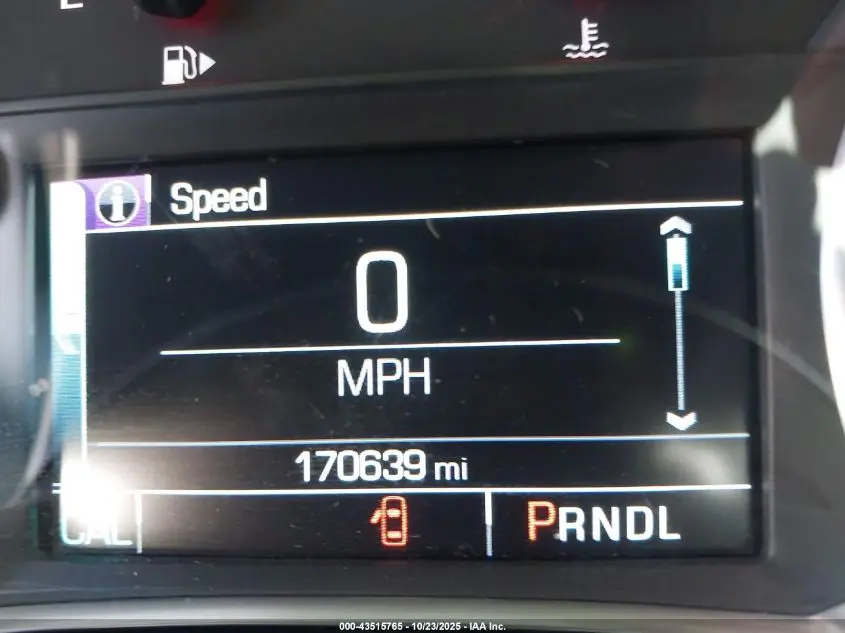 Speed
0
MPH
170639 mi
CAL
PRNDL
000-43515765 - 10/23/2025 - IAA Inc.